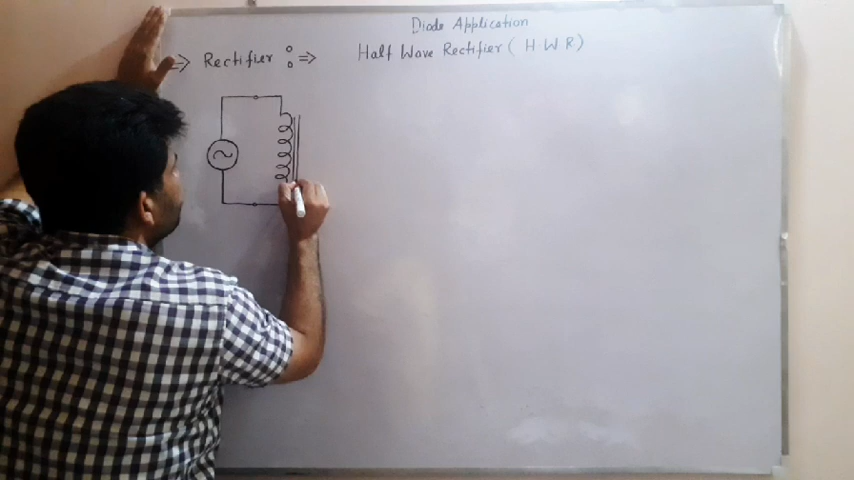 Diode Application
⇒ Rectifier : ⇒ Half Wave Rectifier ( H.W R)